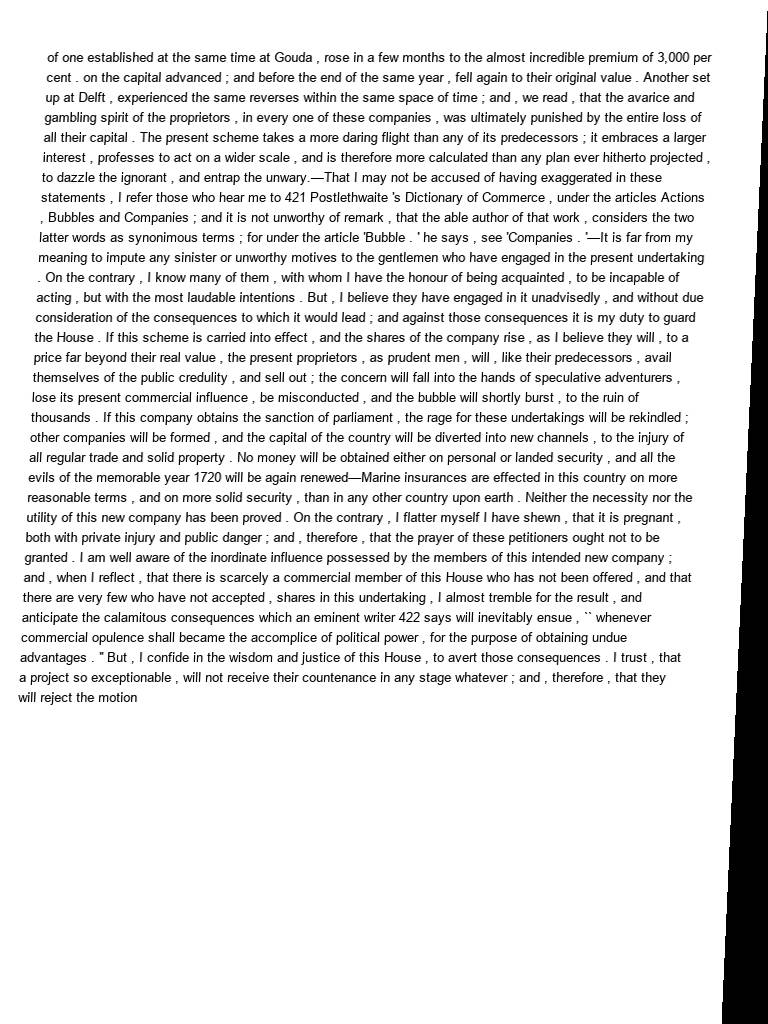 of one established at the same time at Gouda , rose in a few months to the almost incredible premium of 3,000 per
cent . on the capital advanced ; and before the end of the same year , fell again to their original value . Another set
up at Delft , experienced the same reverses within the same space of time ; and , we read , that the avarice and
gambling spirit of the proprietors , in every one of these companies , was ultimately punished by the entire loss of
all their capital . The present scheme takes a more daring flight than any of its predecessors ; it embraces a larger
interest , professes to act on a wider scale , and is therefore more calculated than any plan ever hitherto projected ,
to dazzle the ignorant , and entrap the unwary.—That I may not be accused of having exaggerated in these
statements , I refer those who hear me to 421 Postlethwaite 's Dictionary of Commerce , under the articles Actions
, Bubbles and Companies ; and it is not unworthy of remark , that the able author of that work , considers the two
latter words as synonimous terms ; for under the article 'Bubble . ' he says , see 'Companies . '—It is far from my
meaning to impute any sinister or unworthy motives to the gentlemen who have engaged in the present undertaking
. On the contrary , I know many of them , with whom I have the honour of being acquainted , to be incapable of
acting , but with the most laudable intentions . But , I believe they have engaged in it unadvisedly , and without due
consideration of the consequences to which it would lead ; and against those consequences it is my duty to guard
the House . If this scheme is carried into effect , and the shares of the company rise , as I believe they will , to a
price far beyond their real value , the present proprietors , as prudent men , will , like their predecessors , avail
themselves of the public credulity , and sell out ; the concern will fall into the hands of speculative adventurers ,
lose its present commercial influence , be misconducted , and the bubble will shortly burst , to the ruin of
thousands . If this company obtains the sanction of parliament , the rage for these undertakings will be rekindled ;
other companies will be formed , and the capital of the country will be diverted into new channels , to the injury of
all regular trade and solid property . No money will be obtained either on personal or landed security , and all the
evils of the memorable year 1720 will be again renewed—Marine insurances are effected in this country on more
reasonable terms , and on more solid security , than in any other country upon earth . Neither the necessity nor the
utility of this new company has been proved . On the contrary , I flatter myself I have shewn , that it is pregnant ,
both with private injury and public danger ; and , therefore , that the prayer of these petitioners ought not to be
granted . I am well aware of the inordinate influence possessed by the members of this intended new company ;
and , when I reflect , that there is scarcely a commercial member of this House who has not been offered , and that
there are very few who have not accepted , shares in this undertaking , I almost tremble for the result , and
anticipate the calamitous consequences which an eminent writer 422 says will inevitably ensue , `` whenever
commercial opulence shall became the accomplice of political power , for the purpose of obtaining undue
advantages . '' But , I confide in the wisdom and justice of this House , to avert those consequences . I trust , that
a project so exceptionable , will not receive their countenance in any stage whatever ; and , therefore , that they
will reject the motion